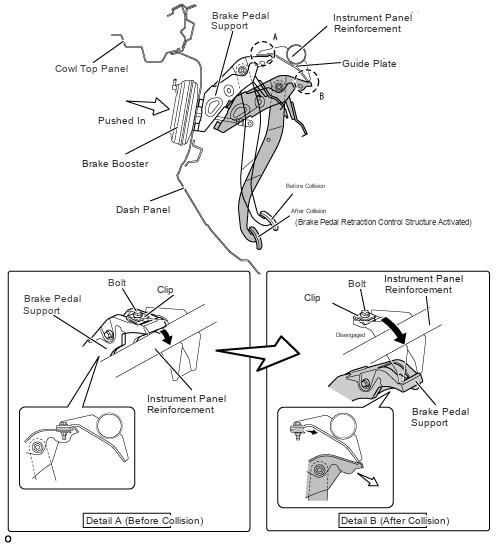 Brake Pedal
Support
Instrument Panel
Reinforcement
A
Cowl Top Panel
Guide Plate
B
Pushed In
Brake Booster
Before Collision
After Collision
(Brake Pedal Retraction Control Structure Activated)
Dash Panel
Bolt
Clip
Brake Pedal
Support
Instrument Panel
Reinforcement
Detail A (Before Collision)
Bolt
Instrument Panel
Reinforcement
Clip
Disengaged
Brake Pedal
Support
Detail B (After Collision)
O